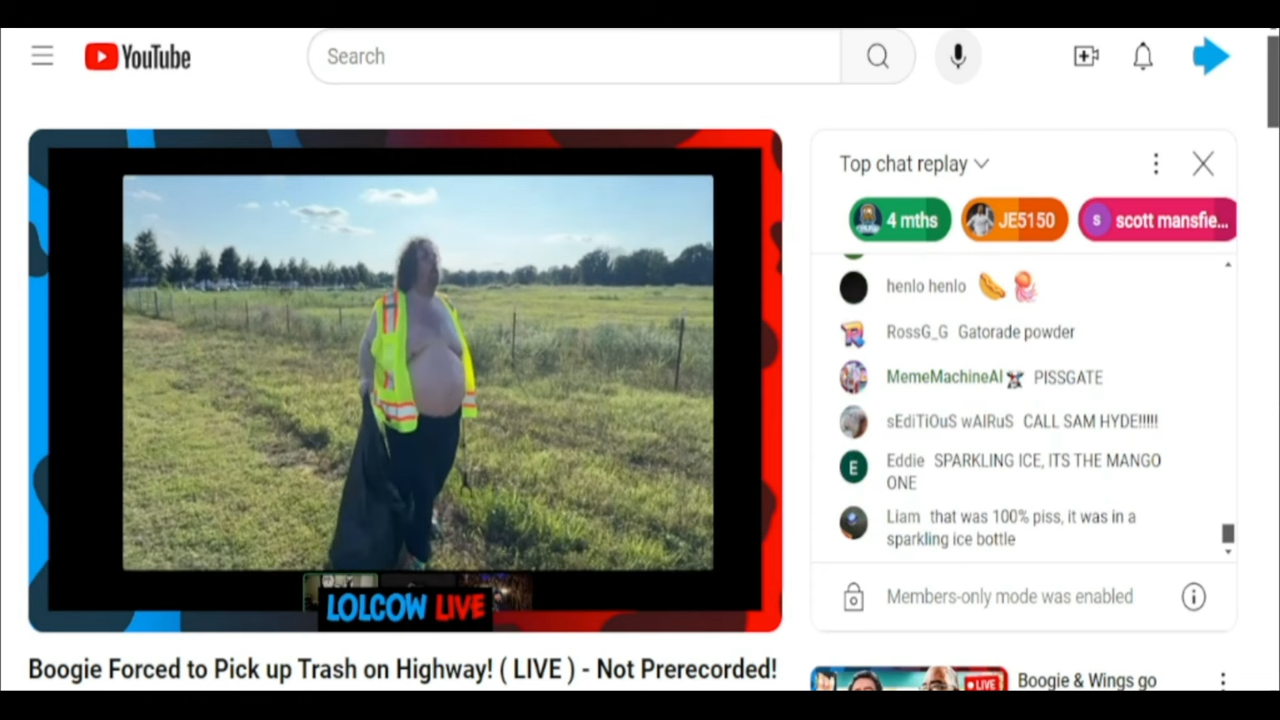 YouTube
Search
Top chat replay
4 mths
JE5150
S
scott mansfie...
henlo henlo
RossG_G Gatorade powder
MemeMachineAI PISSGATE
sEdiTiOuS wAlRuS CALL SAM HYDE!!!!!
E
Eddie SPARKLING ICE, ITS THE MANGO
ONE
Liam that was 100% piss, it was in a
sparkling ice bottle
Members-only mode was enabled
LOLCOW LIVE
Boogie Forced to Pick up Trash on Highway! ( LIVE ) - Not Prerecorded!
LIVE
Boogie & Wings go